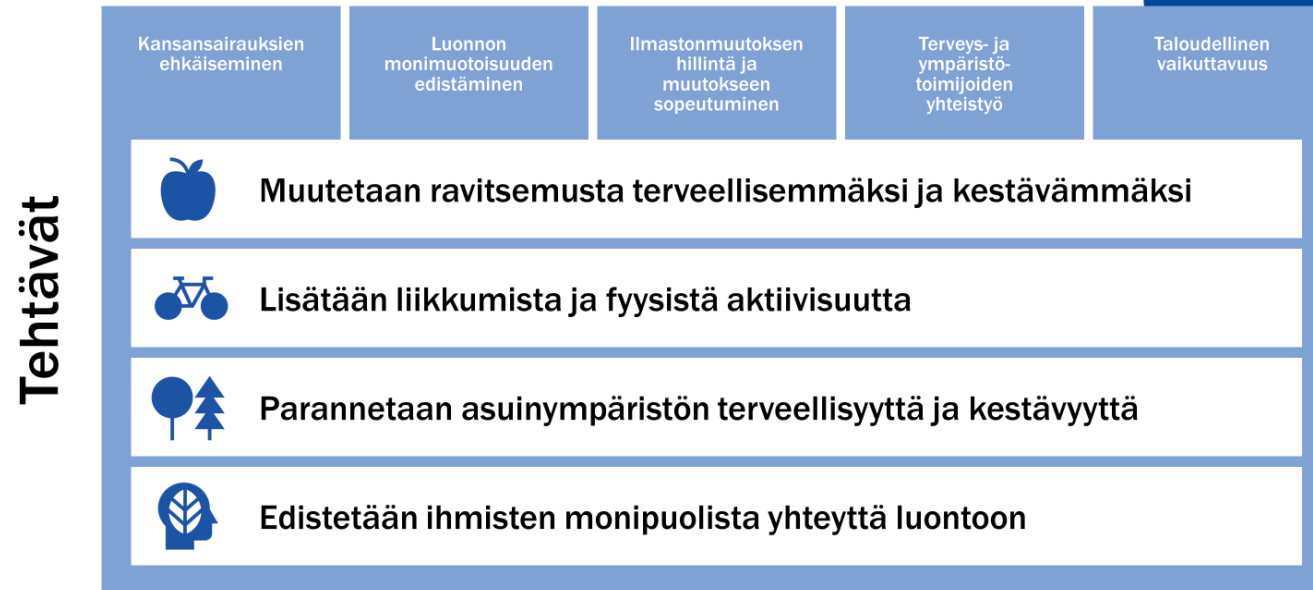 Kansansairauksien
ehkäiseminen
Luonnon
monimuotoisuuden
edistäminen
Ilmastonmuutoksen
hillintä ja
muutokseen
sopeutuminen
Terveys- ja
ympäristö-
toimijoiden
yhteistyö
Taloudellinen
vaikuttavuus
Tehtävät
Muutetaan ravitsemusta terveellisemmäksi ja kestävämmäksi
Lisätään liikkumista ja fyysistä aktiivisuutta
Parannetaan asuinympäristön terveellisyyttä ja kestävyyttä
Edistetään ihmisten monipuolista yhteyttä luontoon